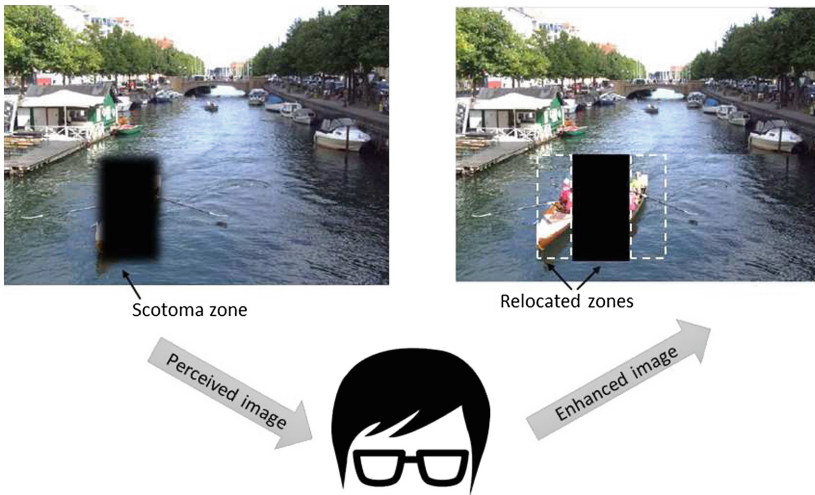 Scotoma zone
Relocated zones
Perceived image
Enhanced image